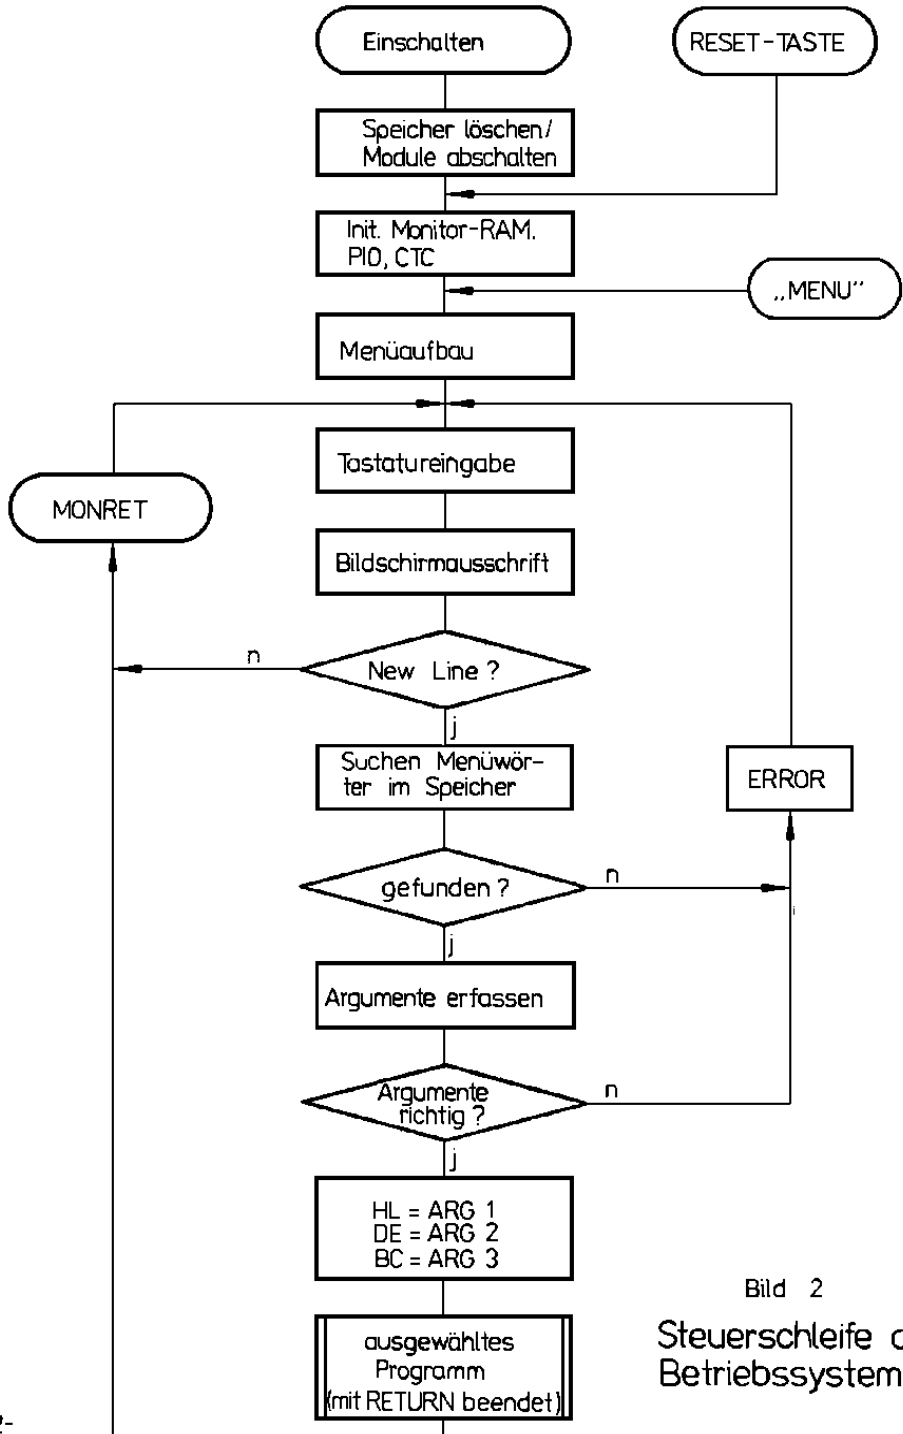 Einschalten
RESET-TASTE
Speicher löschen/
Module abschalten
Init. Monitor-RAM.
PIO, CTC
„MENU“
Menüaufbau
Tastatureingabe
MONRET
Bildschirmausschrift
n
New Line ?
j
Suchen Menüwör-
ter im Speicher
ERROR
gefunden ?
n
j
Argumente erfassen
Argumente
richtig ?
n
j
HL = ARG 1
DE = ARG 2
BC = ARG 3
Bild 2
Steuerschleife
Betriebssystem
ausgewähltes
Programm
(mit RETURN beendet)